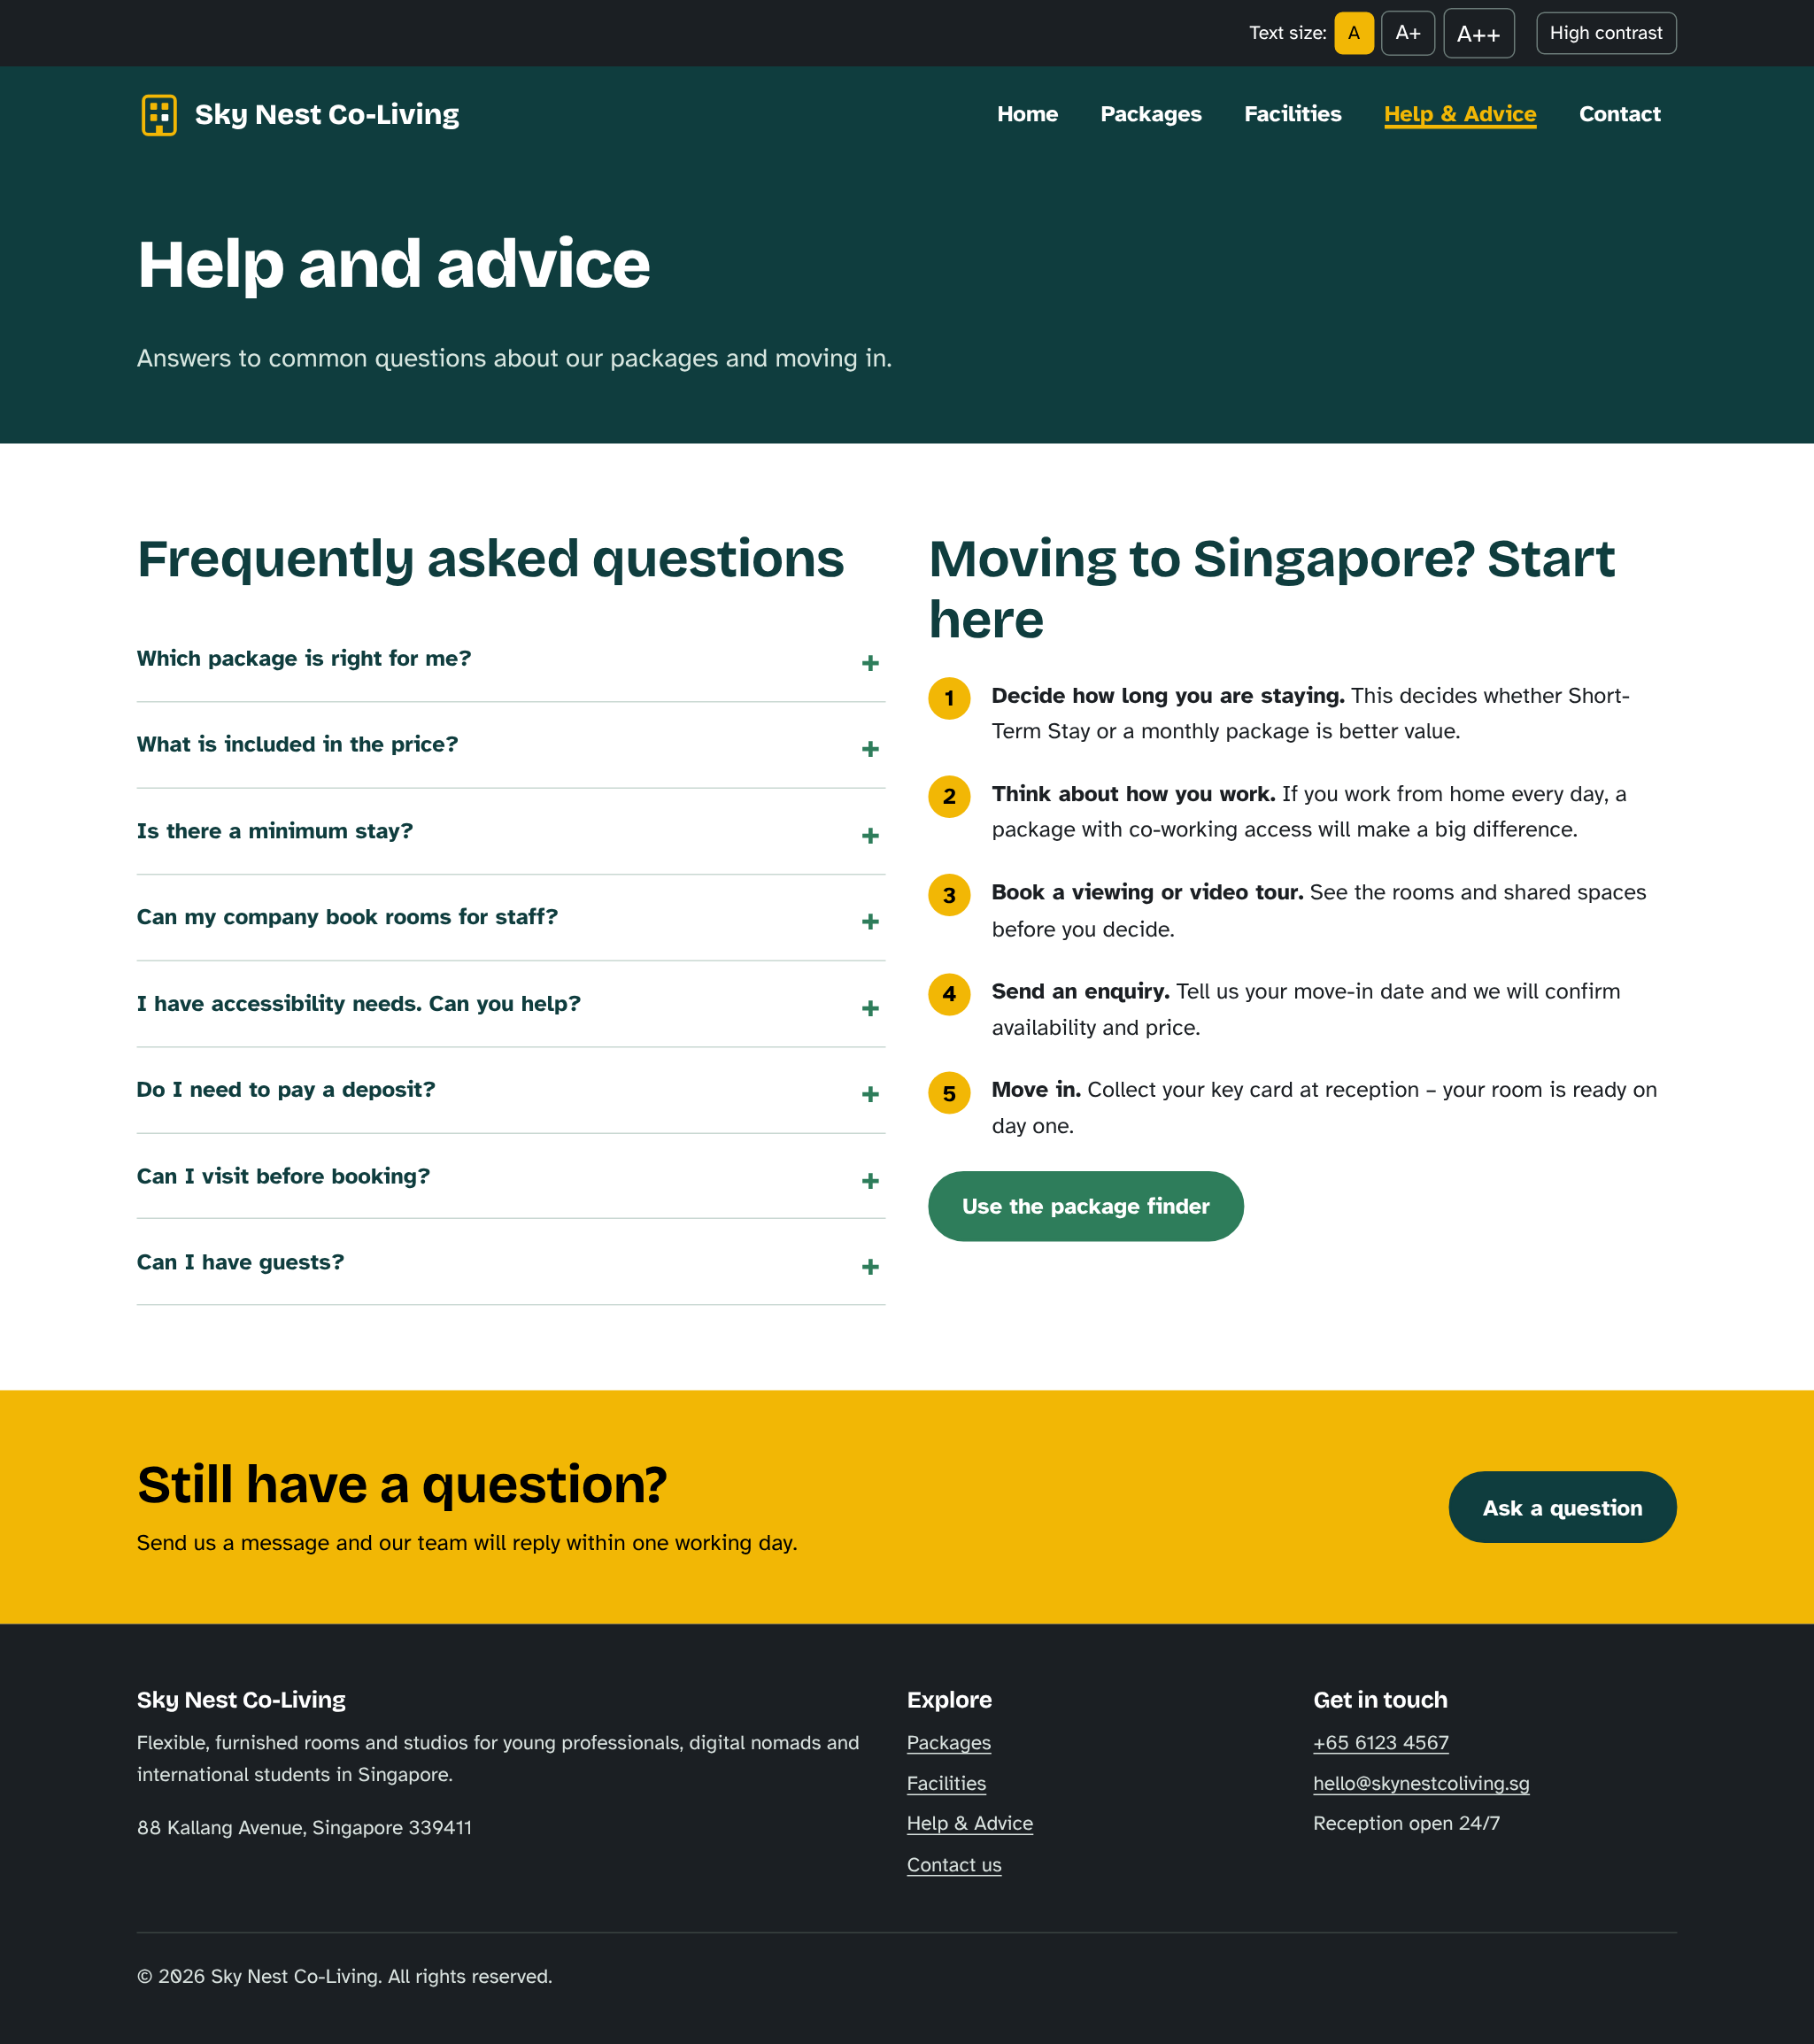 Text size: A A+ A++ High contrast
Sky Nest Co-Living
Home Packages Facilities Help & Advice Contact
Help and advice
Answers to common questions about our packages and moving in.
Frequently asked questions
Which package is right for me? +
What is included in the price? +
Is there a minimum stay? +
Can my company book rooms for staff? +
I have accessibility needs. Can you help? +
Do I need to pay a deposit? +
Can I visit before booking? +
Can I have guests? +
Moving to Singapore? Start
here
1 Decide how long you are staying. This decides whether Short-
Term Stay or a monthly package is better value.
2 Think about how you work. If you work from home every day, a
package with co-working access will make a big difference.
3 Book a viewing or video tour. See the rooms and shared spaces
before you decide.
4 Send an enquiry. Tell us your move-in date and we will confirm
availability and price.
5 Move in. Collect your key card at reception – your room is ready on
day one.
Use the package finder
Still have a question?
Send us a message and our team will reply within one working day.
Ask a question
Sky Nest Co-Living
Flexible, furnished rooms and studios for young professionals, digital nomads and
international students in Singapore.
88 Kallang Avenue, Singapore 339411
Explore
Packages
Facilities
Help & Advice
Contact us
Get in touch
+65 6123 4567
hello@skynestcoliving.sg
Reception open 24/7
© 2026 Sky Nest Co-Living. All rights reserved.